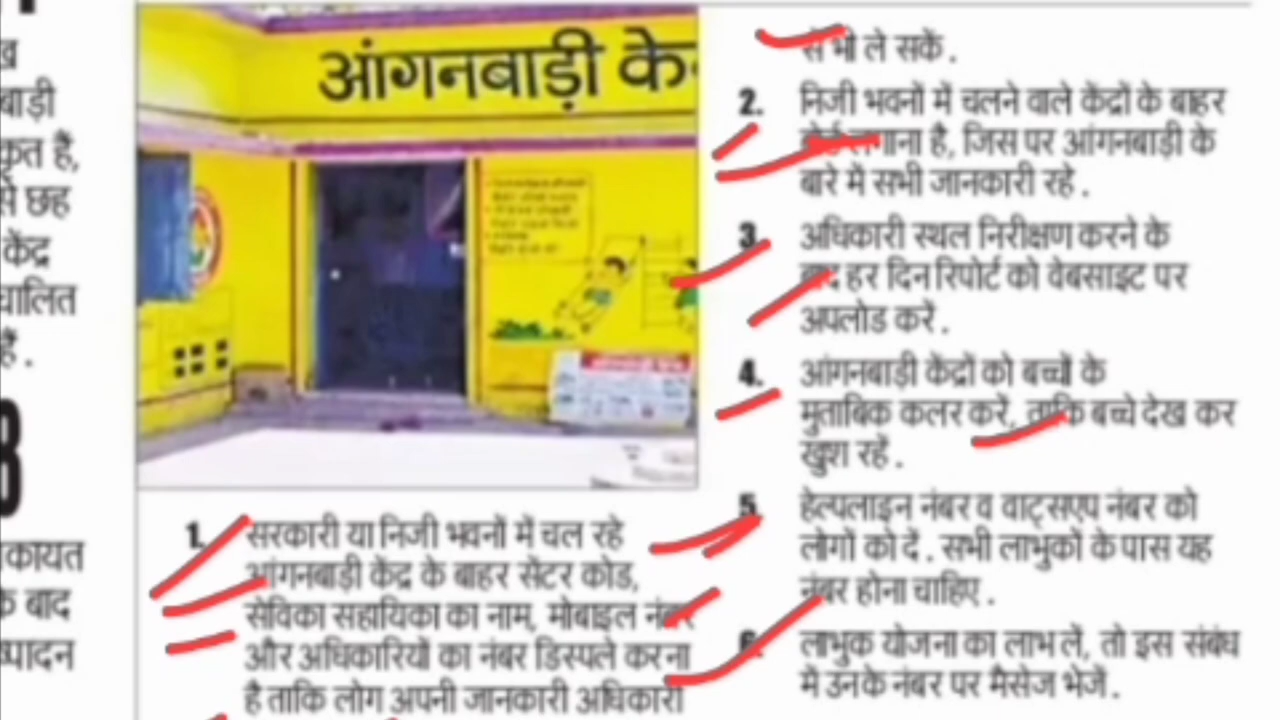 ख
बाड़ी
कृत हैं,
से छह
केंद्र
चालित
हैं.
8
कायत
के बाद
पादन
आंगनबाड़ी के
1. सरकारी या निजी भवनों में चल रहे
आंगनबाड़ी केंद्र के बाहर सेंटर कोड,
सेविका सहायिका का नाम, मोबाइल नंबर
और अधिकारियों का नंबर डिस्पले करना
है ताकि लोग अपनी जानकारी अधिकारी
से भी ले सकें.
2. निजी भवनों में चलने वाले केंद्रों के बाहर
बोर्ड लगाना है, जिस पर आंगनबाड़ी के
बारे में सभी जानकारी रहे.
3. अधिकारी स्थल निरीक्षण करने के
बाद हर दिन रिपोर्ट को वेबसाइट पर
अपलोड करें.
4. आंगनबाड़ी केंद्रों को बच्चों के
मुताबिक कलर करें, ताकि बच्चे देख कर
खुश रहें.
5. हेल्पलाइन नंबर व वाट्सएप नंबर को
लोगों को दें. सभी लाभुकों के पास यह
नंबर होना चाहिए.
6. लाभुक योजना का लाभ लें, तो इस संबंध
में उनके नंबर पर मैसेज भेजें.